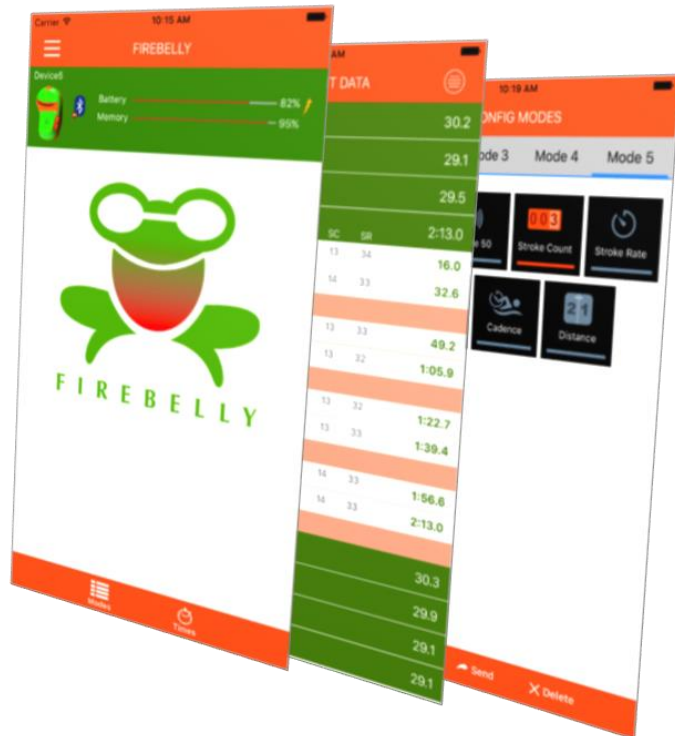 Carrier 10:15 AM
FIREBELLY
Device6
Battery 82%
Memory 95%
FIREBELLY
Modes
Times
AM
T DATA
30.2
29.1
29.5
SC SR 2:13.0
13 34 16.0
14 33 32.6
13 33 49.2
13 32 1:05.9
13 32 1:22.7
13 33 1:39.4
14 33 1:56.6
14 33 2:13.0
30.3
29.9
29.1
29.1
10:19 AM
ONFIG MODES
ode 3 Mode 4 Mode 5
e 50
003
Stroke Count
Stroke Rate
Cadence
21
Distance
Send
Delete